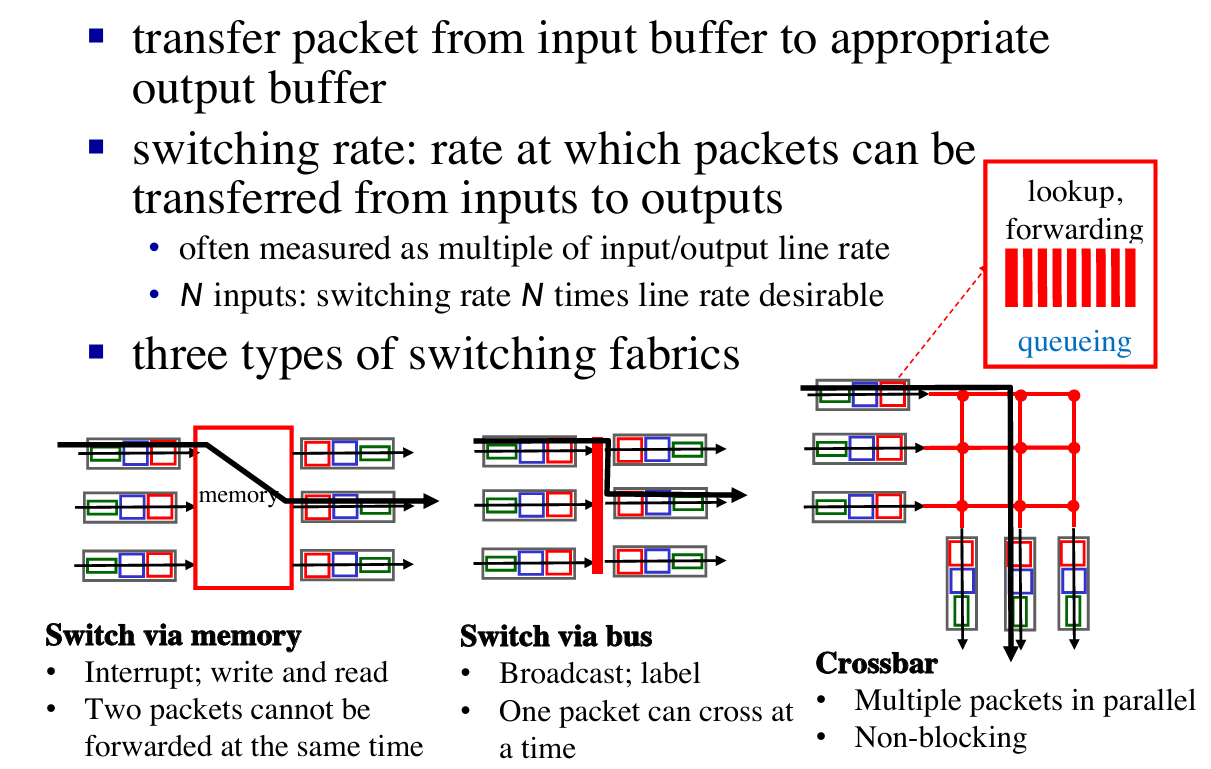 ▪ transfer packet from input buffer to appropriate
output buffer
▪ switching rate: rate at which packets can be
transferred from inputs to outputs
• often measured as multiple of input/output line rate
• N inputs: switching rate N times line rate desirable
▪ three types of switching fabrics
lookup,
forwarding
queueing
memory
Switch via memory
• Interrupt; write and read
• Two packets cannot be
forwarded at the same time
Switch via bus
• Broadcast; label
• One packet can cross at
a time
Crossbar
• Multiple packets in parallel
• Non-blocking